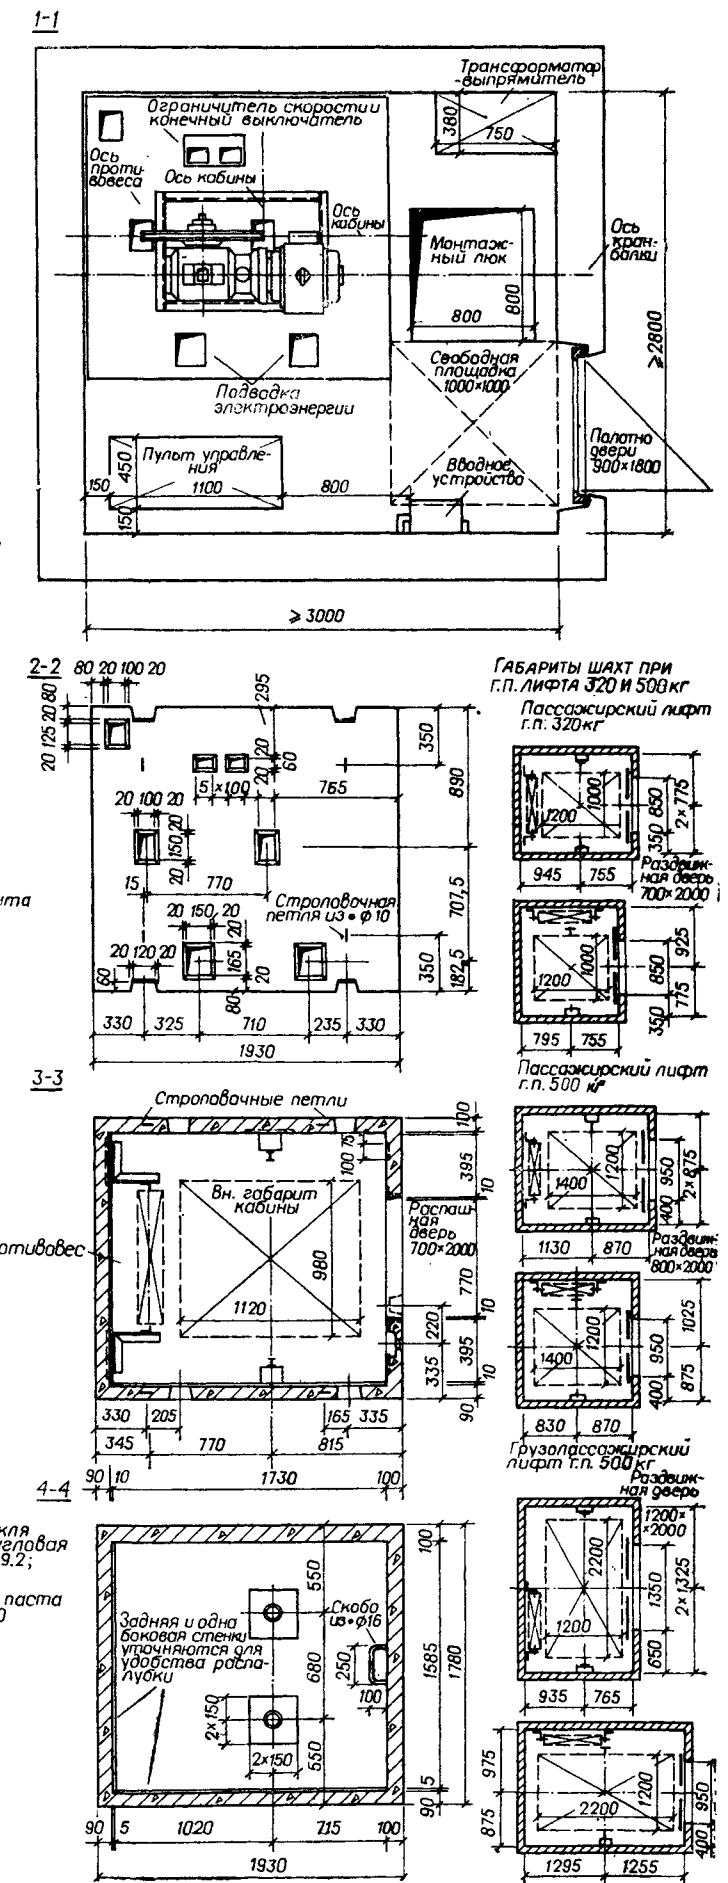 1-1
Трансформатор
-выпрямитель
380
750
Ограничитель скорости и
конечный выключатель
Ось
проти-
вовеса
Ось кабины
Ось
кабины
Монтаж-
ный люк
800
800
Ось
кран-
балки
⩾2800
Свободная
площадка
1000×1000
Подводка
электроэнергии
Полотно
двери
900×1800
Пульт управле-
ния
450
150
1100
800
150
Вводное
устройство
⩾3000
2-2
80 20 100 20
20 125 20 80
295
20
60
20
5 ×100
765
350
890
20 100 20
20
150
20
15
770
707,5
Строповочная
петля из • ф10
20 150 20
20
165
20
80
20 120 20
60
350
182,5
330 325 710 235 330
1930
ГАБАРИТЫ ШАХТ ПРИ
Г.П. ЛИФТА 320 И 500 КГ
Пассажирский лифт
г.п. 320кг
1000
1200
850
350
2×775
945 755
Раздвиж-
ная дверь
700×2000
1000
1200
925
850
775
350
795 755
Пассажирский лифт
г.п. 500 кг
1200
1400
950
400
2×875
1130 870
Раздвиж-
ная дверь
800×2000
1200
1400
1025
950
875
400
830 870
3-3
Строповочные петли
100
75
100
395
10
Вн. габарит
кабины
980
1120
Распаш-
ная
дверь
700×2000
770
10
220
335
395
10
90
отивовес
330 205 165 335
345 770 815
90 10 1730 100
Грузопассажирский
лифт г.п. 500 кг
Раздвиж-
ная дверь
1200×
×2000
2200
1200
1350
650
2×1325
935 765
975
875
1200
2200
950
400
1295 1255
4-4
кля
угловая
9.2;
паста
0
ита
100
550
Скоба
из • ф16
Задняя и одна
боковая стенки
уточняются для
удобства распа-
лубки
680
250
100
1585
1780
2×150
2×150
550
5
90
90 5 1020 715 100
1930